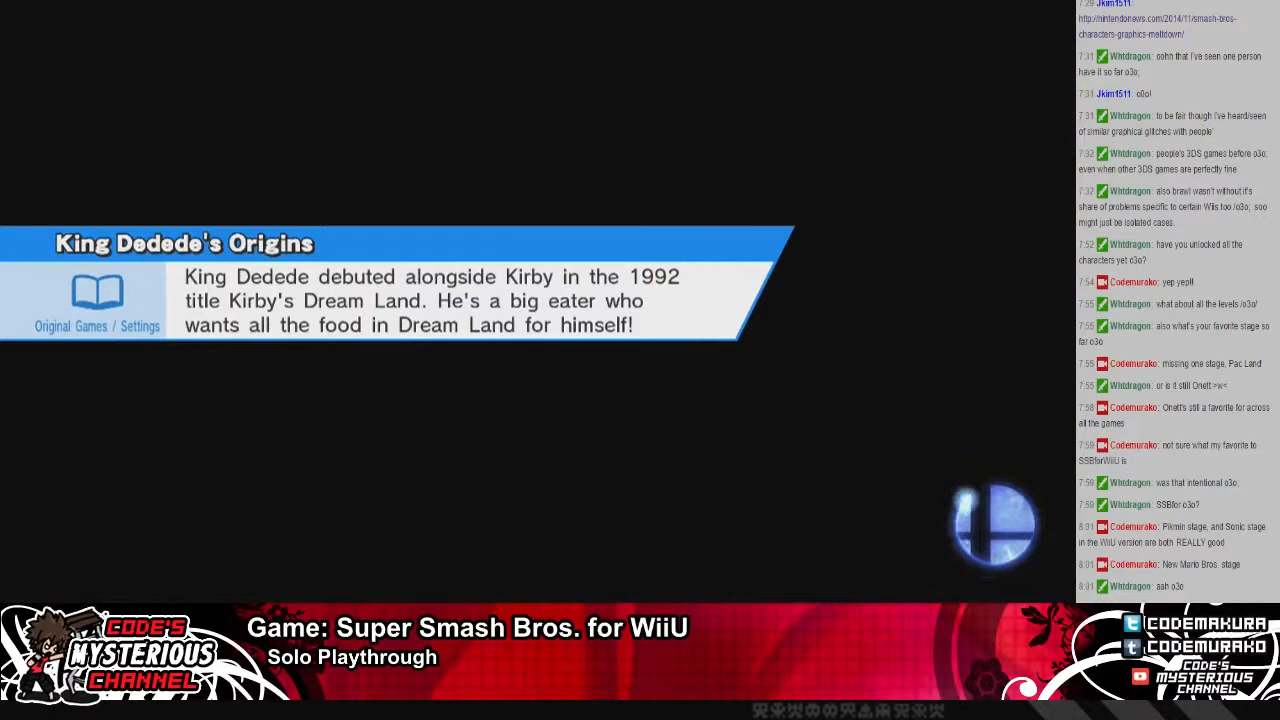 King Dedede's Origins
Original Games / Settings
King Dedede debuted alongside Kirby in the 1992
title Kirby's Dream Land. He's a big eater who
wants all the food in Dream Land for himself!
7:29 Jkim1511:
http://nintendonews.com/2014/11/smash-bros-
characters-graphics-meltdown/
7:31 Whtdragon: oohh that I've seen one person
have it so far o3o;
7:31 Jkim1511: o0o!
7:31 Whtdragon: to be fair though I've heard/seen
of similar graphical glitches with people'
7:32 Whtdragon: people's 3DS games before o3o;
even when other 3DS games are perfectly fine
7:32 Whtdragon: also brawl wasn't without it's
share of problems specific to certain Wiis too /o3o; .soo
might just be isolated cases.
7:52 Whtdragon: have you unlocked all the
characters yet o3o?
7:54 Codemurako: yep yep!!
7:55 Whtdragon: what about all the levels /o3o/
7:55 Whtdragon: also what's your favorite stage so
far o3o
7:55 Codemurako: missing one stage, Pac Land
7:55 Whtdragon: or is it still Onett >w<
7:58 Codemurako: Onett's still a favorite for across
all the games
7:59 Codemurako: not sure what my favorite to
SSBforWiiU is
7:59 Whtdragon: was that intentional o3o;
7:59 Whtdragon: SSBfor o3o?
8:01 Codemurako: Pikmin stage, and Sonic stage
in the WiiU version are both REALLY good
8:01 Codemurako: New Mario Bros. stage
8:01 Whtdragon: aah o3o
CODE'S
MYSTERIOUS
CHANNEL
Game: Super Smash Bros. for WiiU
Solo Playthrough
CODEMAKURA
CODEMURAKO
CODE'S
MYSTERIOUS
CHANNEL